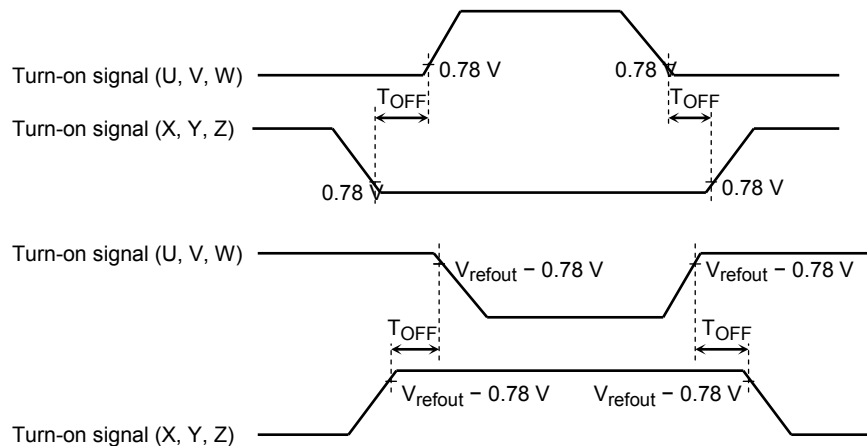 Turn-on signal (U, V, W)
0.78 V
0.78 V
TOFF
TOFF
Turn-on signal (X, Y, Z)
0.78 V
0.78 V
Turn-on signal (U, V, W)
Vrefout − 0.78 V
Vrefout − 0.78 V
TOFF
TOFF
Vrefout − 0.78 V
Vrefout − 0.78 V
Turn-on signal (X, Y, Z)